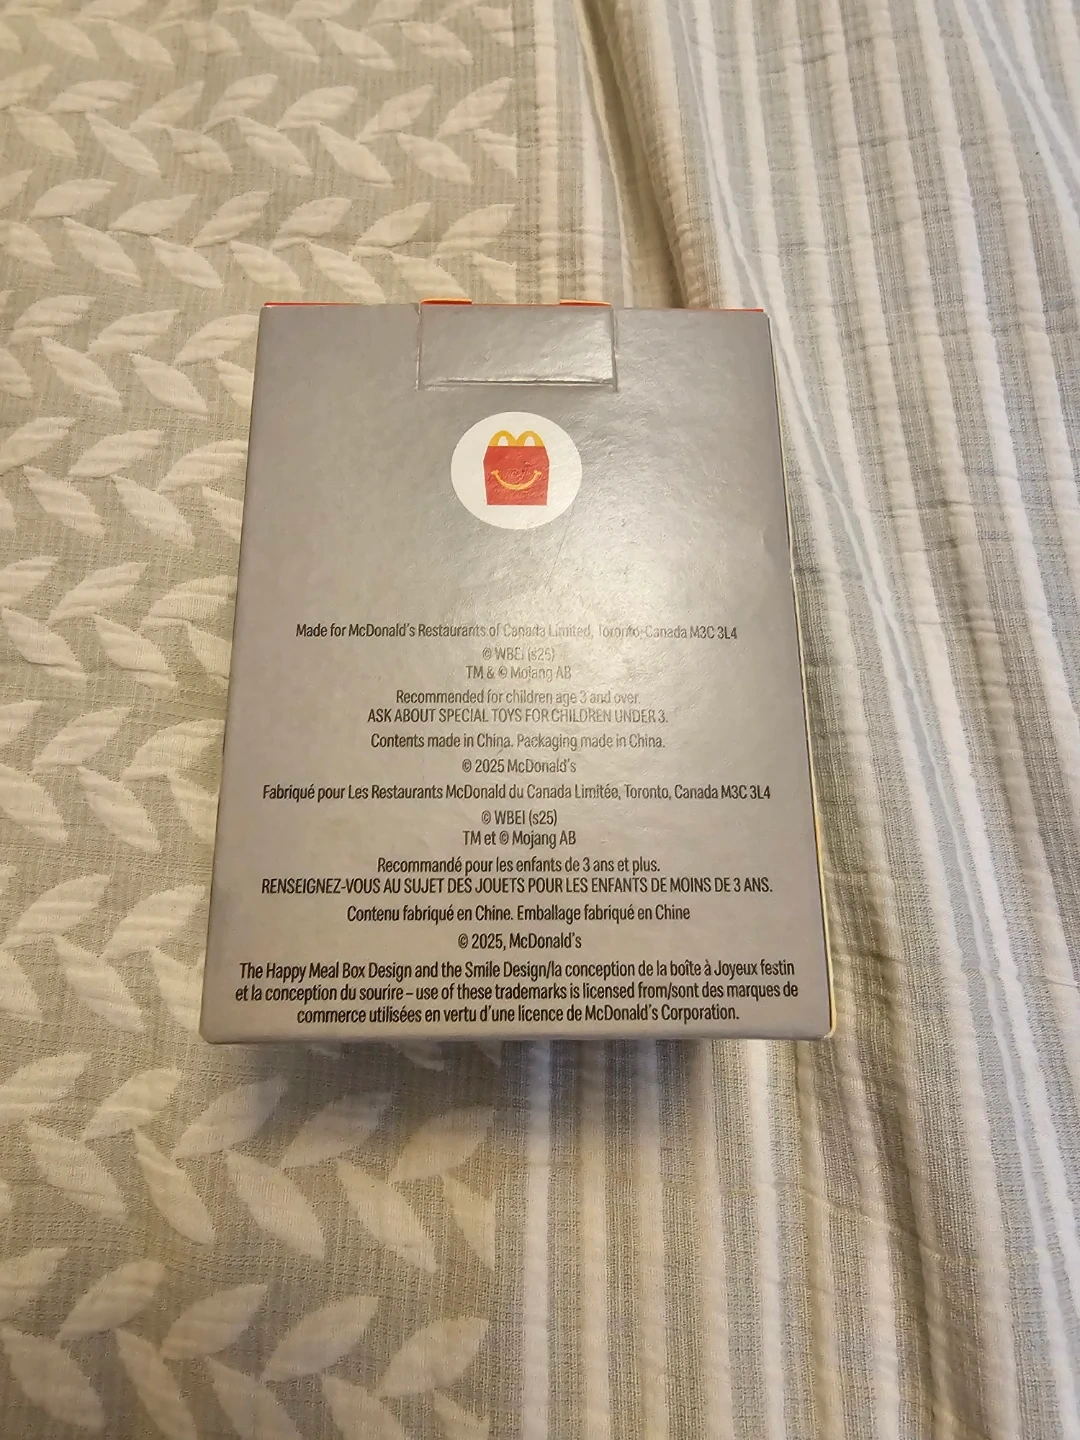 Made for McDonald's Restaurants of Canada Limited, Toronto, Canada M3C 3L4
© WBEI (s25)
TM & © Mojang AB
Recommended for children age 3 and over.
ASK ABOUT SPECIAL TOYS FOR CHILDREN UNDER 3.
Contents made in China. Packaging made in China.
© 2025 McDonald's
Fabriqué pour Les Restaurants McDonald du Canada Limitée, Toronto, Canada M3C 3L4
© WBEI (s25)
TM et © Mojang AB
Recommandé pour les enfants de 3 ans et plus.
RENSEIGNEZ-VOUS AU SUJET DES JOUETS POUR LES ENFANTS DE MOINS DE 3 ANS.
Contenu fabriqué en Chine. Emballage fabriqué en Chine
© 2025, McDonald's
The Happy Meal Box Design and the Smile Design/la conception de la boîte à Joyeux festin
et la conception du sourire – use of these trademarks is licensed from/sont des marques de
commerce utilisées en vertu d'une licence de McDonald's Corporation.